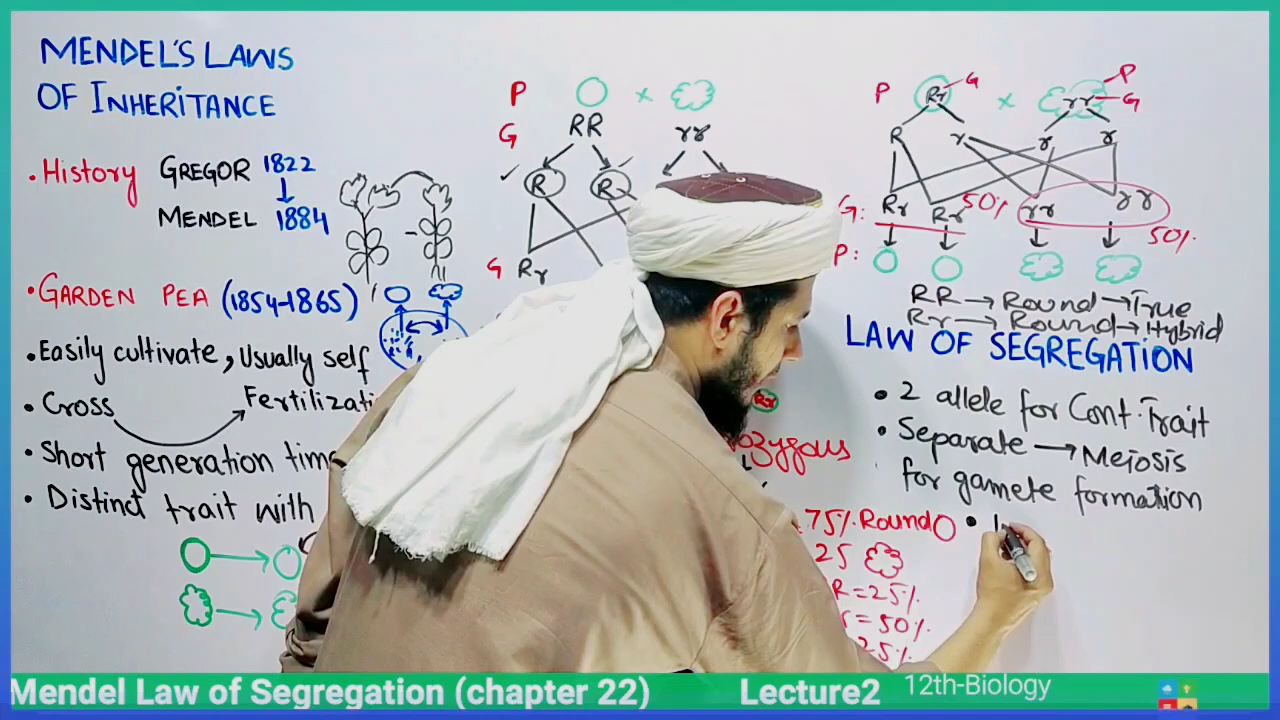 MENDEL'S LAWS
OF INHERITANCE
• History GREGOR 1822
MENDEL 1884
• GARDEN PEA (1854-1865)
• Easily cultivate, Usually self
• Cross Fertilizati
• Short generation time
• Distinct trait with
P × 
G RR rr
R R
G Rr
P Rr G × rr P G
R r r r
G: Rr Rr 50% rr rr 50%
P:
RR → Round → True
Rr → Round → Hybrid
LAW OF SEGREGATION
• 2 allele for Cont. Trait
• Separate → Meiosis
for gamete formation
•
ozygous
75% Round
25
R = 25%
r = 50%
25%
Mendel Law of Segregation (chapter 22) Lecture2 12th-Biology